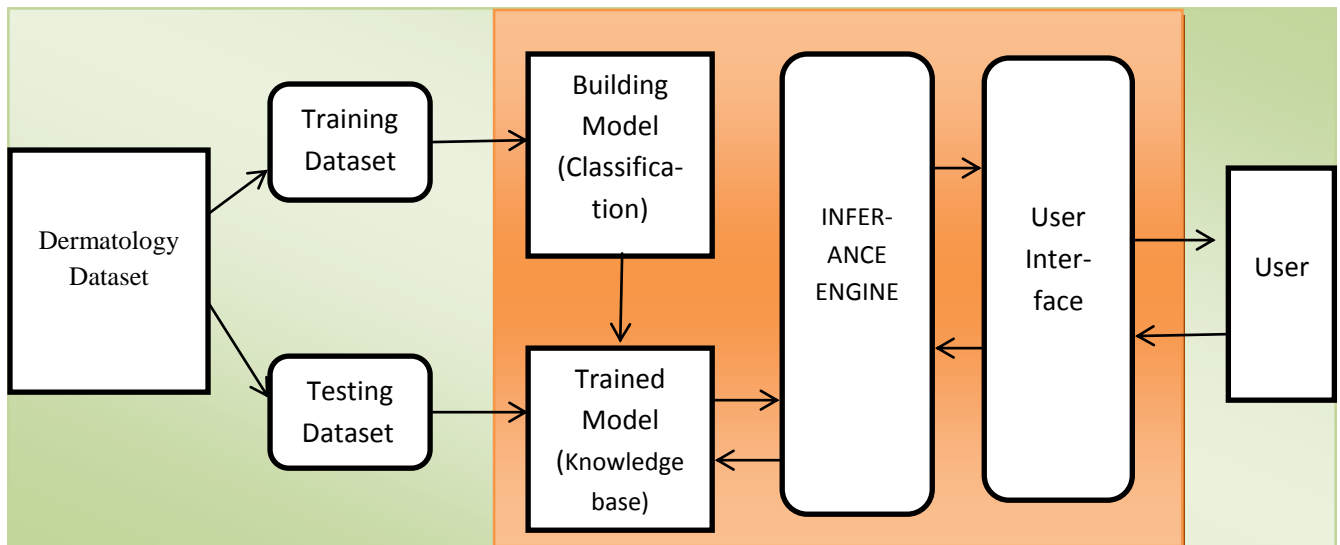 Dermatology
Dataset
Training
Dataset
Testing
Dataset
Building
Model
(Classifica-
tion)
Trained
Model
(Knowledge
base)
INFER-
ANCE
ENGINE
User
Inter-
face
User